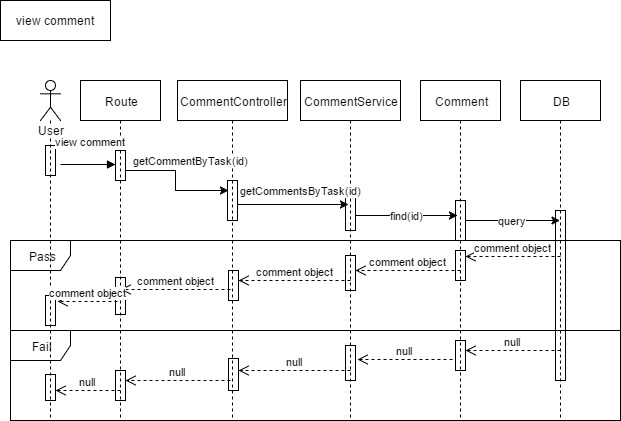 view comment
User
Route
CommentController
CommentService
Comment
DB
view comment
getCommentByTask(id)
getCommentsByTask(id)
find(id)
query
Pass
comment object
comment object
comment object
comment object
comment object
Fail
null
null
null
null
null